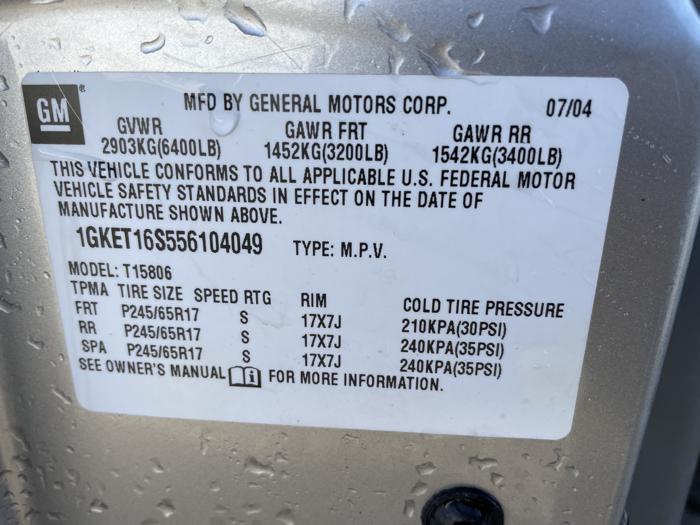 GM ®
MFD BY GENERAL MOTORS CORP. 07/04
GVWR GAWR FRT GAWR RR
2903KG(6400LB) 1452KG(3200LB) 1542KG(3400LB)
THIS VEHICLE CONFORMS TO ALL APPLICABLE U.S. FEDERAL MOTOR
VEHICLE SAFETY STANDARDS IN EFFECT ON THE DATE OF
MANUFACTURE SHOWN ABOVE.
1GKET16S556104049 TYPE: M.P.V.
MODEL: T15806
TPMA TIRE SIZE SPEED RTG RIM COLD TIRE PRESSURE
FRT P245/65R17 S 17X7J 210KPA(30PSI)
RR P245/65R17 S 17X7J 240KPA(35PSI)
SPA P245/65R17 S 17X7J 240KPA(35PSI)
SEE OWNER'S MANUAL FOR MORE INFORMATION.